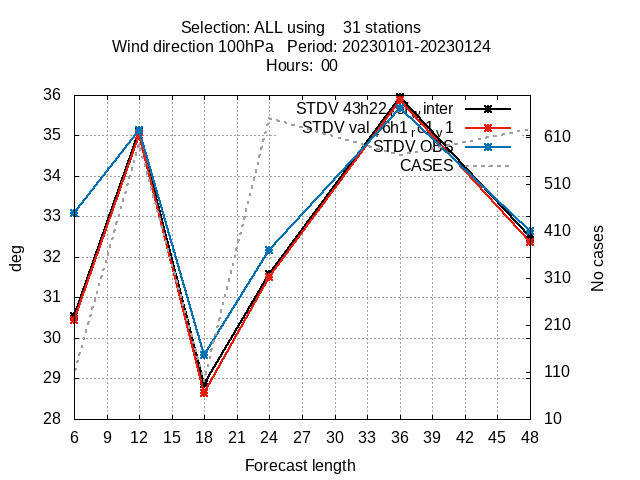 Selection: ALL using    31 stations
Wind direction 100hPa   Period: 20230101-20230124
Hours:  00
36
35
34
33
32
31
30
29
28
610
510
410
310
210
110
10
6 9 12 15 18 21 24 27 30 33 36 39 42 45 48
deg
No cases
Forecast length
STDV
inter
STDV
1
STDV OBS
CASES